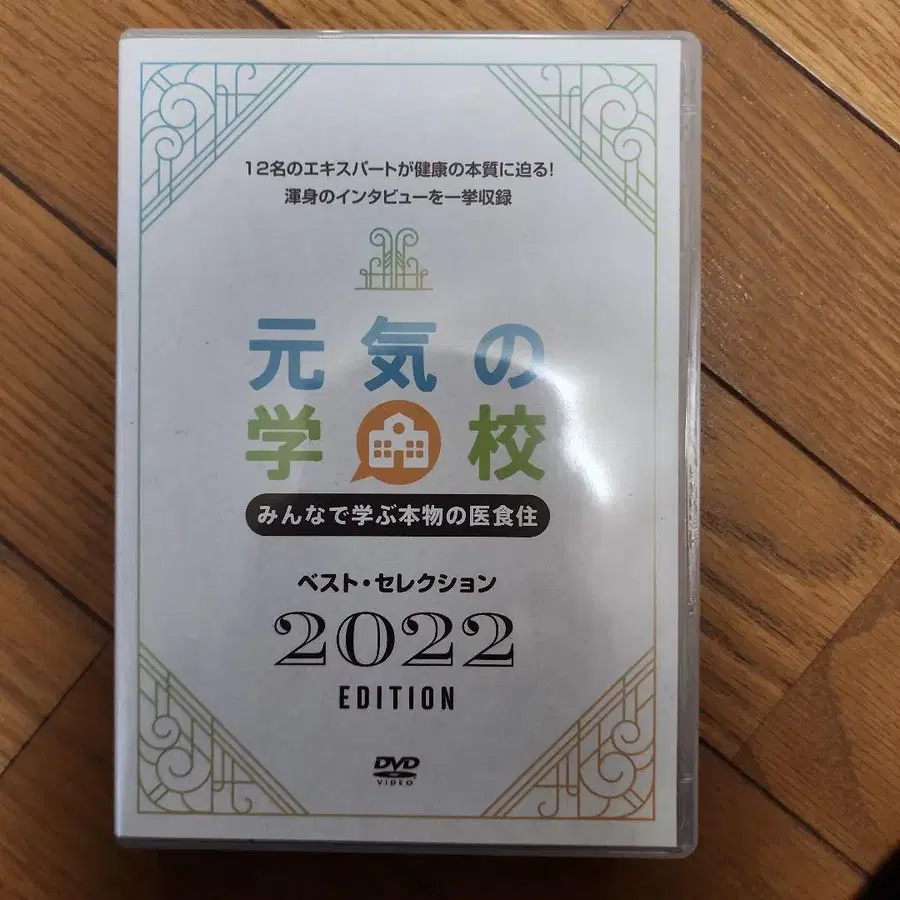 12名のエキスパートが健康の本質に迫る!
渾身のインタビューを一挙収録
元気の
学校
みんなで学ぶ本物の医食住
ベスト・セレクション
2022
EDITION
DVD
VIDEO